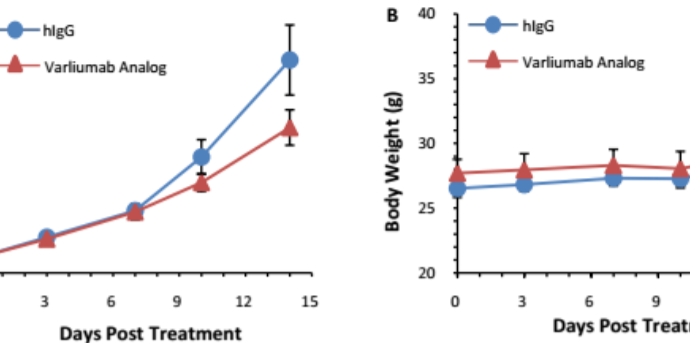 hIgG
Varliumab Analog
3 6 9 12 15
Days Post Treatment
B
40
35
30
25
20
Body Weight (g)
hIgG
Varliumab Analog
0 3 6 9
Days Post Treatr